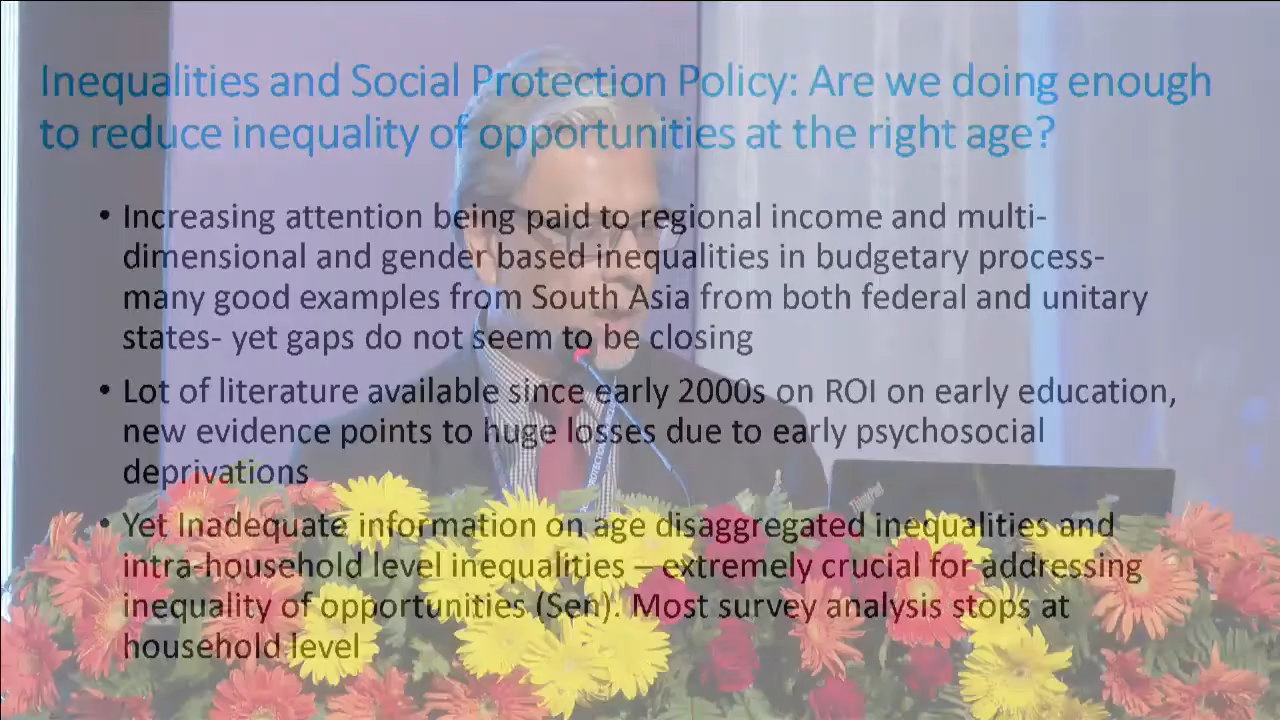 Inequalities and Social Protection Policy: Are we doing enough
to reduce inequality of opportunities at the right age?
• Increasing attention being paid to regional income and multi-
dimensional and gender based inequalities in budgetary process-
many good examples from South Asia from both federal and unitary
states- yet gaps do not seem to be closing
• Lot of literature available since early 2000s on ROI on early education,
new evidence points to huge losses due to early psychosocial
deprivations
• Yet Inadequate information on age disaggregated inequalities and
intra-household level inequalities – extremely crucial for addressing
inequality of opportunities (Sen). Most survey analysis stops at
household level